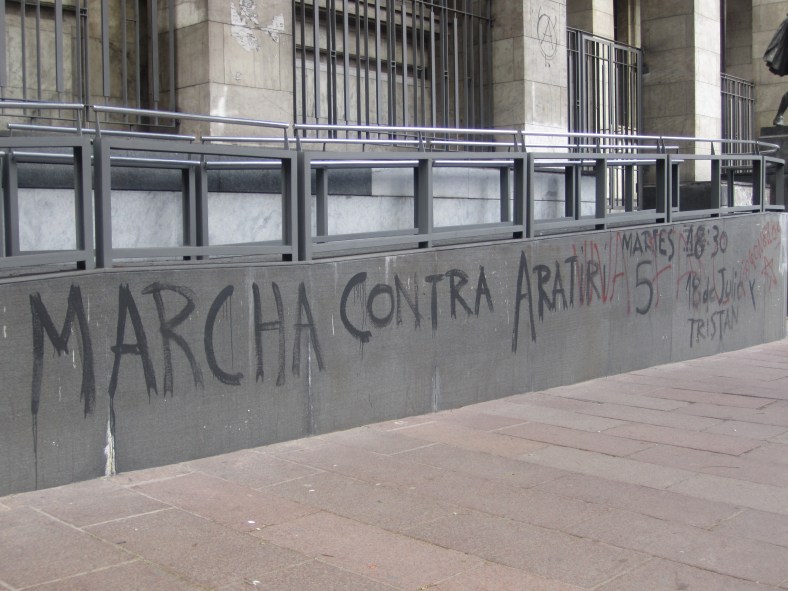 MARCHA CONTRA ARATIRI MARTES 5 18:30
18 de Julio Y
TRISTAN